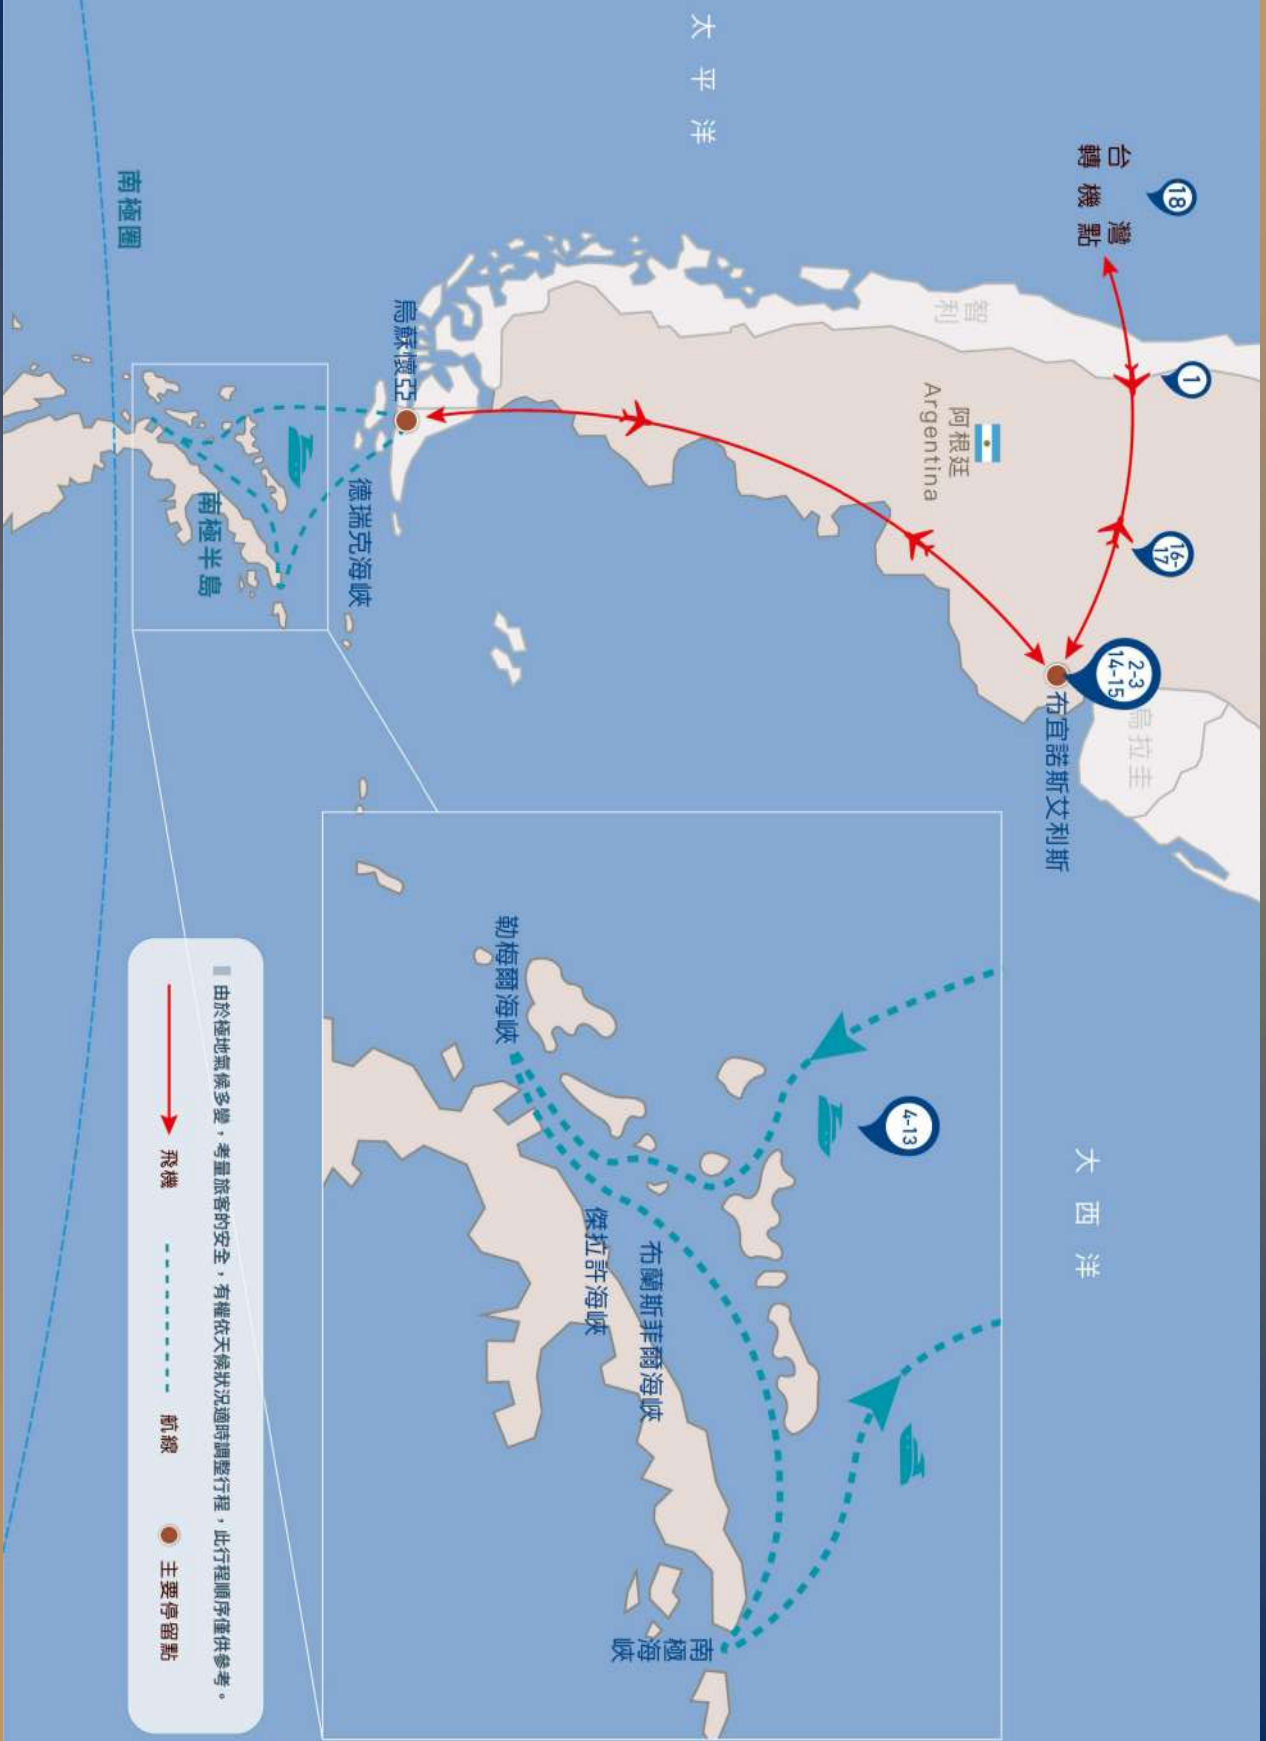 18
台灣
轉機點
1
16-
17
2-3
14-15
烏拉圭
布宜諾斯艾利斯
智利
阿根廷
Argentina
太平洋
大西洋
烏蘇懷亞
德瑞克海峽
南極半島
南極圈
4-13
勒梅爾海峽
布蘭斯菲爾海峽
傑拉許海峽
南極海峽
由於極地氣候多變，考量旅客的安全，有權依天候狀況適時調整行程，此行程順序僅供參考。
飛機 航線 主要停留點